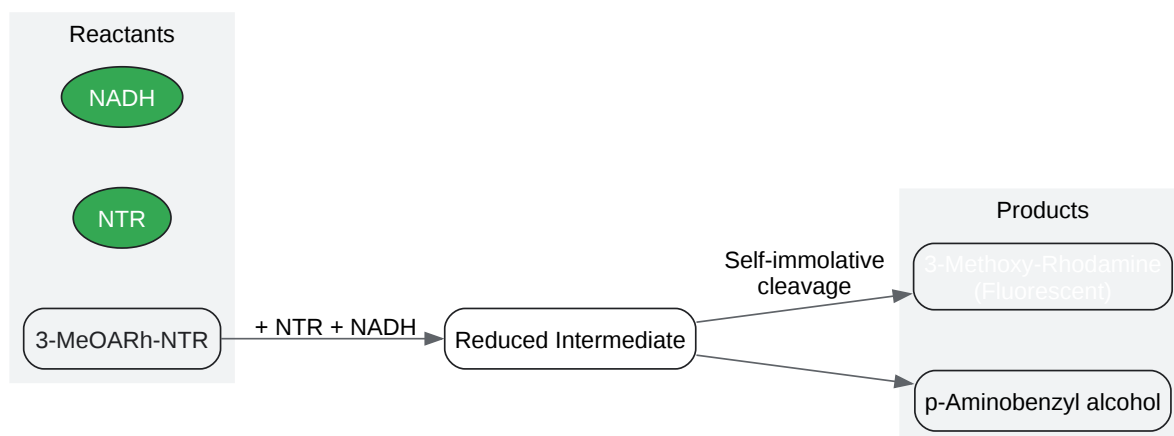 Reactants
NADH
NTR
3-MeOARh-NTR
+ NTR + NADH
Reduced Intermediate
Self-immolative
cleavage
Products
3-Methoxy-Rhodamine
(Fluorescent)
p-Aminobenzyl alcohol